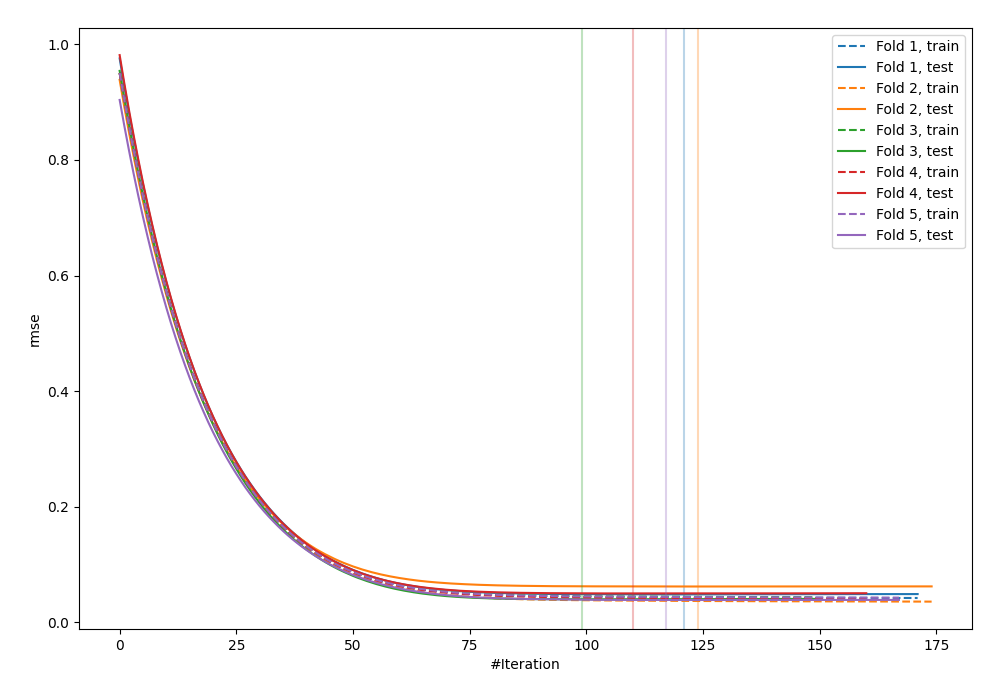 1.0
0.8
0.6
0.4
0.2
0.0
rmse
0
25
50
75
100
125
150
175
#Iteration
Fold 1, train
Fold 1, test
Fold 2, train
Fold 2, test
Fold 3, train
Fold 3, test
Fold 4, train
Fold 4, test
Fold 5, train
Fold 5, test